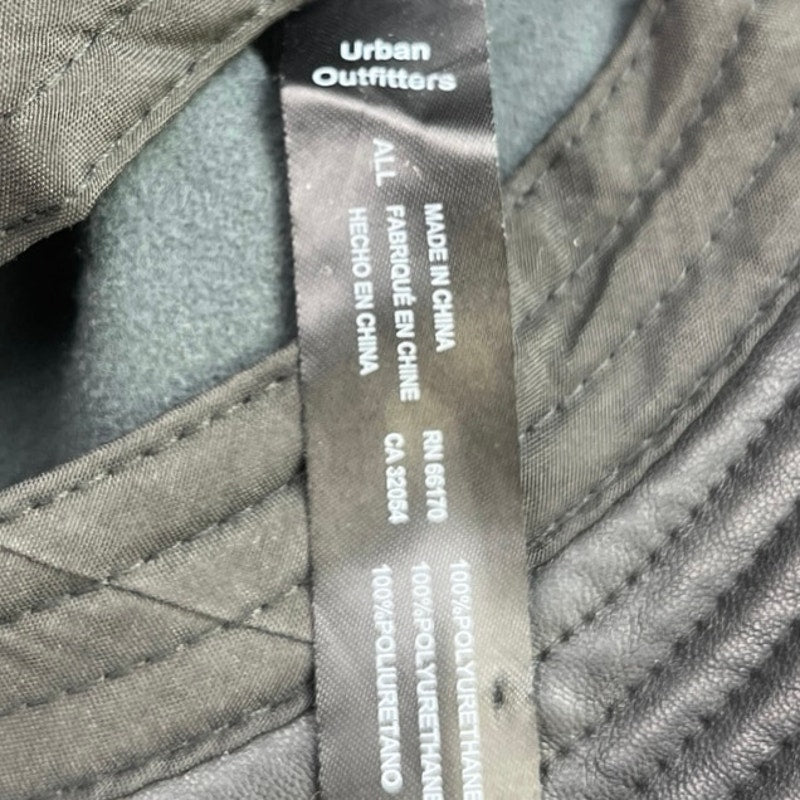 Urban
Outfitters
ALL
MADE IN CHINA
FABRIQUÉ EN CHINE
HECHO EN CHINA
RN 66170
CA 32054
100%POLYURETHANE
100%POLYURETHANE
100%POLIURETANO